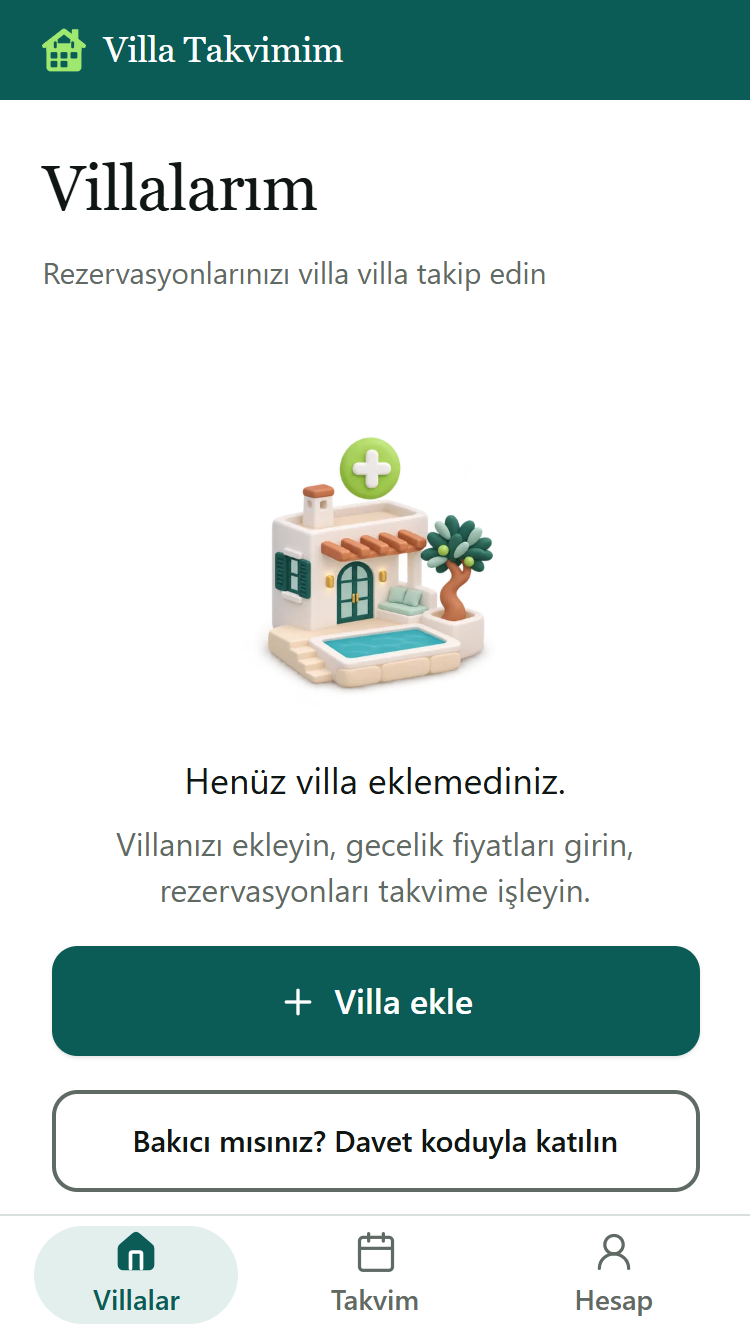 Villa Takvimim
Villalarım
Rezervasyonlarınızı villa villa takip edin
Henüz villa eklemediniz.
Villanızı ekleyin, gecelik fiyatları girin,
rezervasyonları takvime işleyin.
Villa ekle
Bakıcı mısınız? Davet koduyla katılın
Villalar
Takvim
Hesap